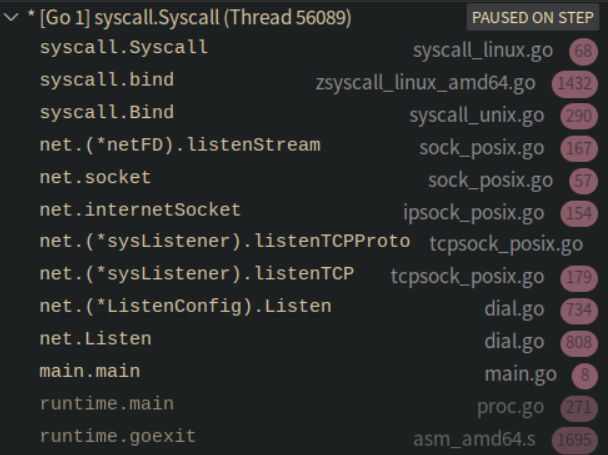 * [Go 1] syscall.Syscall (Thread 56089) PAUSED ON STEP
syscall.Syscall syscall_linux.go 68
syscall.bind zsyscall_linux_amd64.go 1432
syscall.Bind syscall_unix.go 290
net.(*netFD).listenStream sock_posix.go 167
net.socket sock_posix.go 57
net.internetSocket ipsock_posix.go 154
net.(*sysListener).listenTCPProto tcpsock_posix.go
net.(*sysListener).listenTCP tcpsock_posix.go 179
net.(*ListenConfig).Listen dial.go 734
net.Listen dial.go 808
main.main main.go 8
runtime.main proc.go 271
runtime.goexit asm_amd64.s 1695